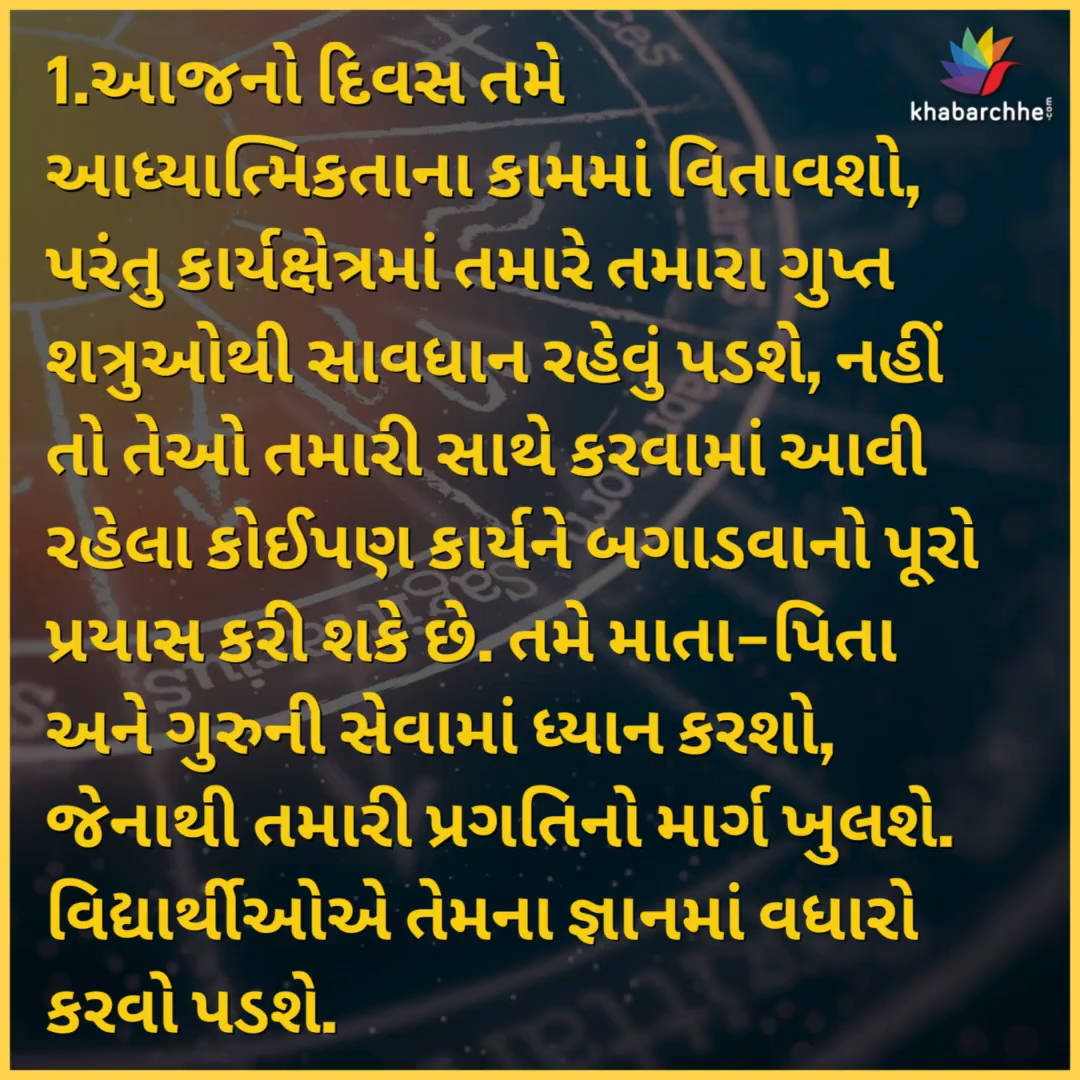 khabarchhe.com
1.આજનો દિવસ તમે
આધ્યાત્મિકતાના કામમાં વિતાવશો,
પરંતુ કાર્યક્ષેત્રમાં તમારે તમારા ગુપ્ત
શત્રુઓથી સાવધાન રહેવું પડશે, નહીં
તો તેઓ તમારી સાથે કરવામાં આવી
રહેલા કોઈપણ કાર્યને બગાડવાનો પૂરો
પ્રયાસ કરી શકે છે. તમે માતા-પિતા
અને ગુરુની સેવામાં ધ્યાન કરશો,
જેનાથી તમારી પ્રગતિનો માર્ગ ખુલશે.
વિદ્યાર્થીઓએ તેમના જ્ઞાનમાં વધારો
કરવો પડશે.
Sagittarius